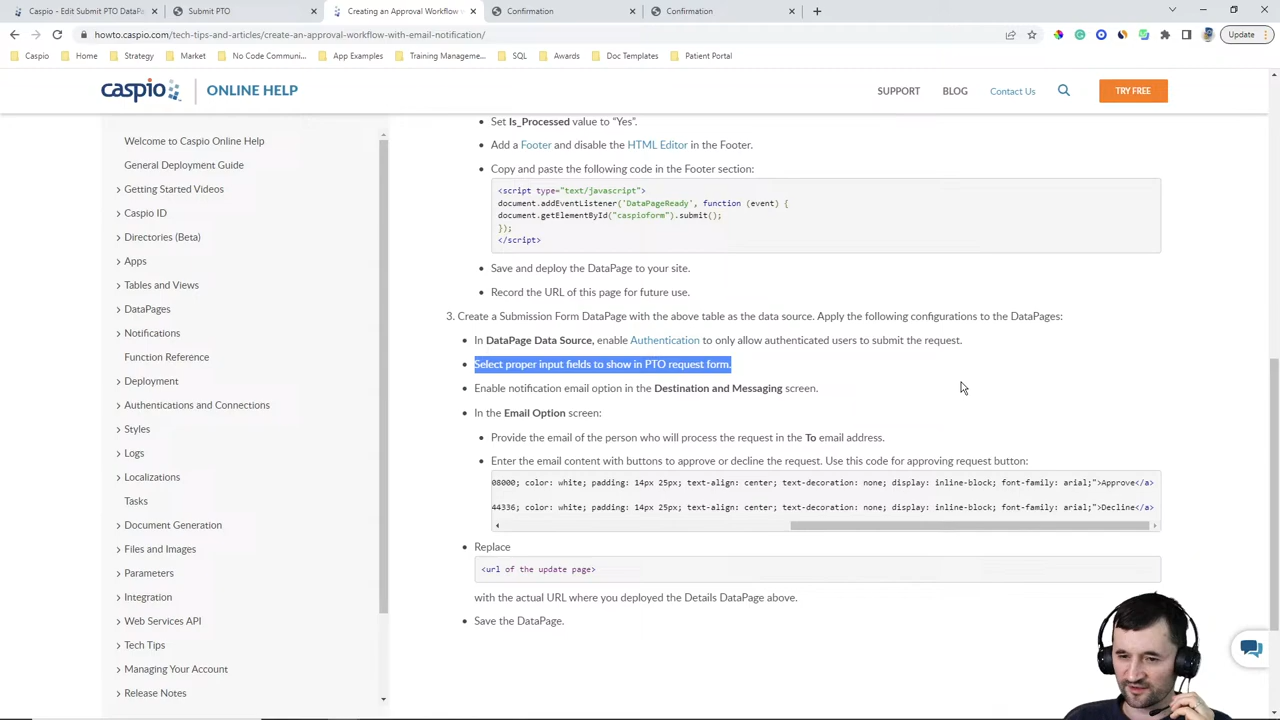 Caspio - Edit Submit PTO DataPa
Submit PTO
Creating an Approval Workflow
Confirmation
Confirmation
howto.caspio.com/tech-tips-and-articles/create-an-approval-workflow-with-email-notification/
Update
Caspio
Home
Strategy
Market
No Code Communi...
App Examples
Training Manageme...
SQL
Awards
Doc Templates
Patient Portal
caspio
ONLINE HELP
SUPPORT
BLOG
Contact Us
TRY FREE
Welcome to Caspio Online Help
General Deployment Guide
Getting Started Videos
Caspio ID
Directories (Beta)
Apps
Tables and Views
DataPages
Notifications
Function Reference
Deployment
Authentications and Connections
Styles
Logs
Localizations
Tasks
Document Generation
Files and Images
Parameters
Integration
Web Services API
Tech Tips
Managing Your Account
Release Notes
Set Is_Processed value to “Yes”.
Add a Footer and disable the HTML Editor in the Footer.
Copy and paste the following code in the Footer section:
<script type="text/javascript">
document.addEventListener('DataPageReady', function (event) {
document.getElementById("caspioform").submit();
});
</script>
Save and deploy the DataPage to your site.
Record the URL of this page for future use.
3. Create a Submission Form DataPage with the above table as the data source. Apply the following configurations to the DataPages:
In DataPage Data Source, enable Authentication to only allow authenticated users to submit the request.
Select proper input fields to show in PTO request form.
Enable notification email option in the Destination and Messaging screen.
In the Email Option screen:
Provide the email of the person who will process the request in the To email address.
Enter the email content with buttons to approve or decline the request. Use this code for approving request button:
08000; color: white; padding: 14px 25px; text-align: center; text-decoration: none; display: inline-block; font-family: arial;">Approve</a>
44336; color: white; padding: 14px 25px; text-align: center; text-decoration: none; display: inline-block; font-family: arial;">Decline</a>
Replace
<url of the update page>
with the actual URL where you deployed the Details DataPage above.
Save the DataPage.